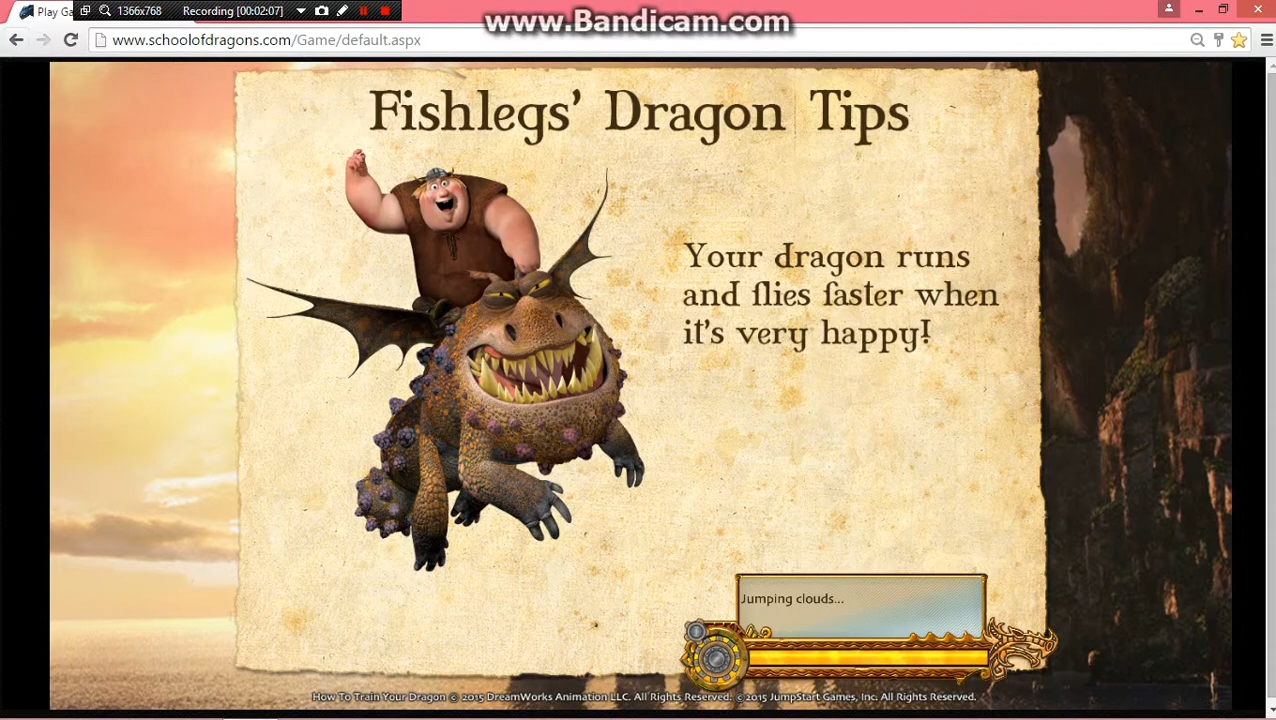 www.Bandicam.com
Play Ga
1366x768
Recording [00:02:07]
www.schoolofdragons.com/Game/default.aspx
Fishlegs' Dragon Tips
Your dragon runs
and flies faster when
it's very happy!
Jumping clouds...
How To Train Your Dragon © 2015 DreamWorks Animation LLC. All Rights Reserved. © 2015 JumpStart Games, Inc. All Rights Reserved.